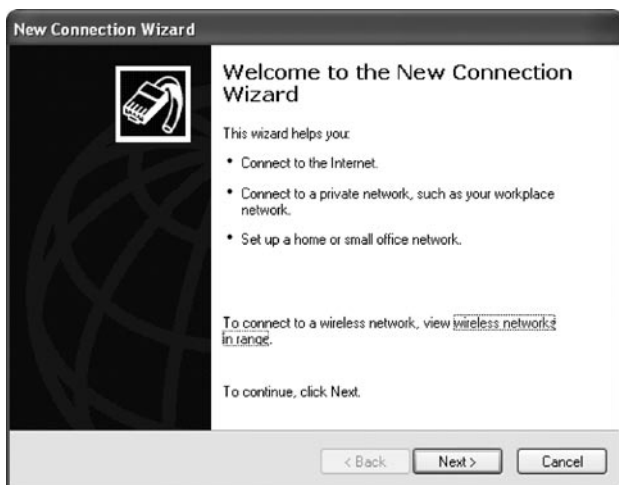 New Connection Wizard
Welcome to the New Connection
Wizard
This wizard helps you:
• Connect to the Internet.
• Connect to a private network, such as your workplace
network.
• Set up a home or small office network.
To connect to a wireless network, view wireless networks
in range.
To continue, click Next.
< Back
Next >
Cancel